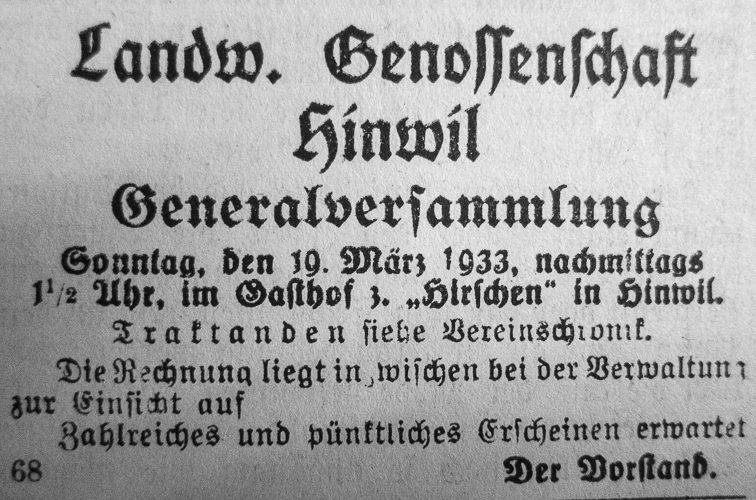 Landw. Genossenschaft
Hinwil
Generalversammlung
Sonntag, den 19. März 1933, nachmittags
1 1/2 Uhr, im Gasthof z. „Hirschen“ in Hinwil.
Traktanden siehe Vereinschronik.
Die Rechnung liegt inzwischen bei der Verwaltung
zur Einsicht auf
Zahlreiches und pünktliches Erscheinen erwartet
68 Der Vorstand.